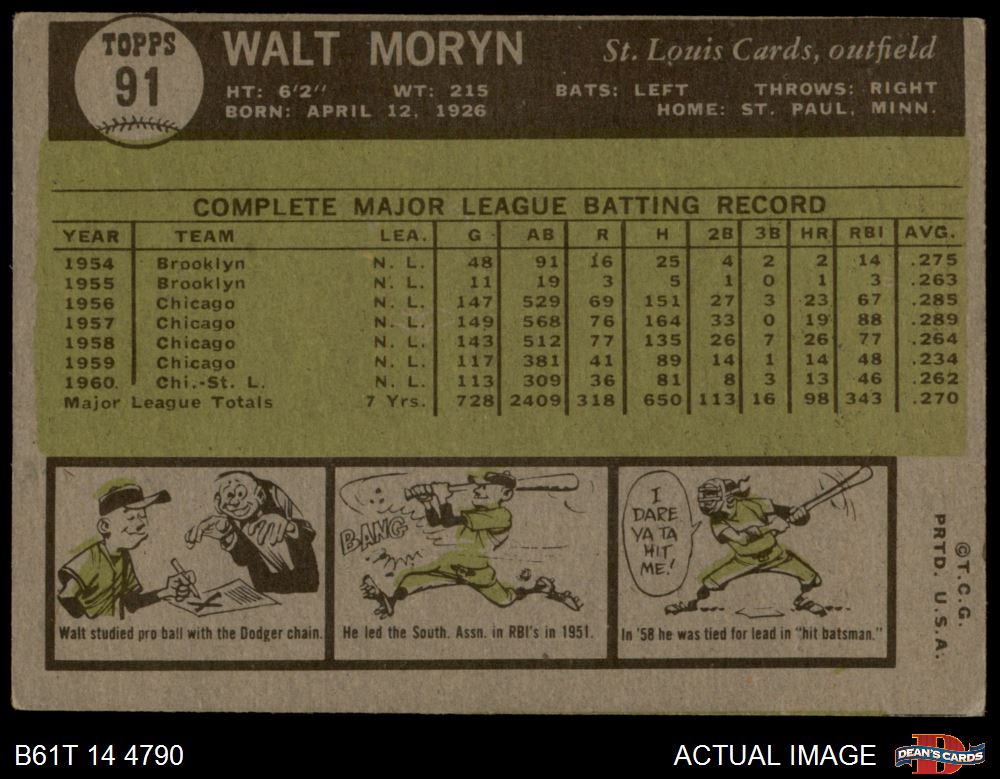 TOPPS
91
WALT MORYN
St. Louis Cards, outfield
HT: 6'2" WT: 215 BATS: LEFT THROWS: RIGHT
BORN: APRIL 12, 1926 HOME: ST. PAUL, MINN.
COMPLETE MAJOR LEAGUE BATTING RECORD
YEAR TEAM LEA. G AB R H 2B 3B HR RBI AVG.
1954 Brooklyn N. L. 48 91 16 25 4 2 2 14 .275
1955 Brooklyn N. L. 11 19 3 5 1 0 1 3 .263
1956 Chicago N. L. 147 529 69 151 27 3 23 67 .285
1957 Chicago N. L. 149 568 76 164 33 0 19 88 .289
1958 Chicago N. L. 143 512 77 135 26 7 26 77 .264
1959 Chicago N. L. 117 381 41 89 14 1 14 48 .234
1960. Chi.-St. L. N. L. 113 309 36 81 8 3 13 46 .262
Major League Totals 7 Yrs. 728 2409 318 650 113 16 98 343 .270
Walt studied pro ball with the Dodger chain.
BANG
He led the South. Assn. in RBI's in 1951.
I
DARE
YA TA
HIT
ME!
In '58 he was tied for lead in "hit batsman."
©T.C.G.
PRTD. U.S.A.
B61T 14 4790
ACTUAL IMAGE
DEAN'S CARDS